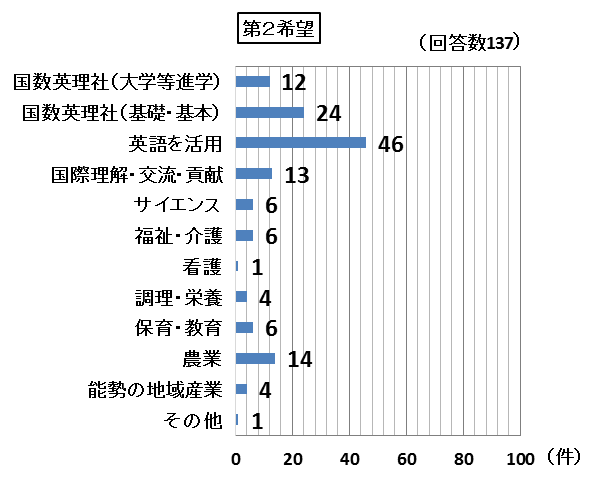 第２希望
（回答数137）
国数英理社（大学等進学） 12
国数英理社（基礎・基本） 24
英語を活用 46
国際理解・交流・貢献 13
サイエンス 6
福祉・介護 6
看護 1
調理・栄養 4
保育・教育 6
農業 14
能勢の地域産業 4
その他 1
0 20 40 60 80 100 （件）